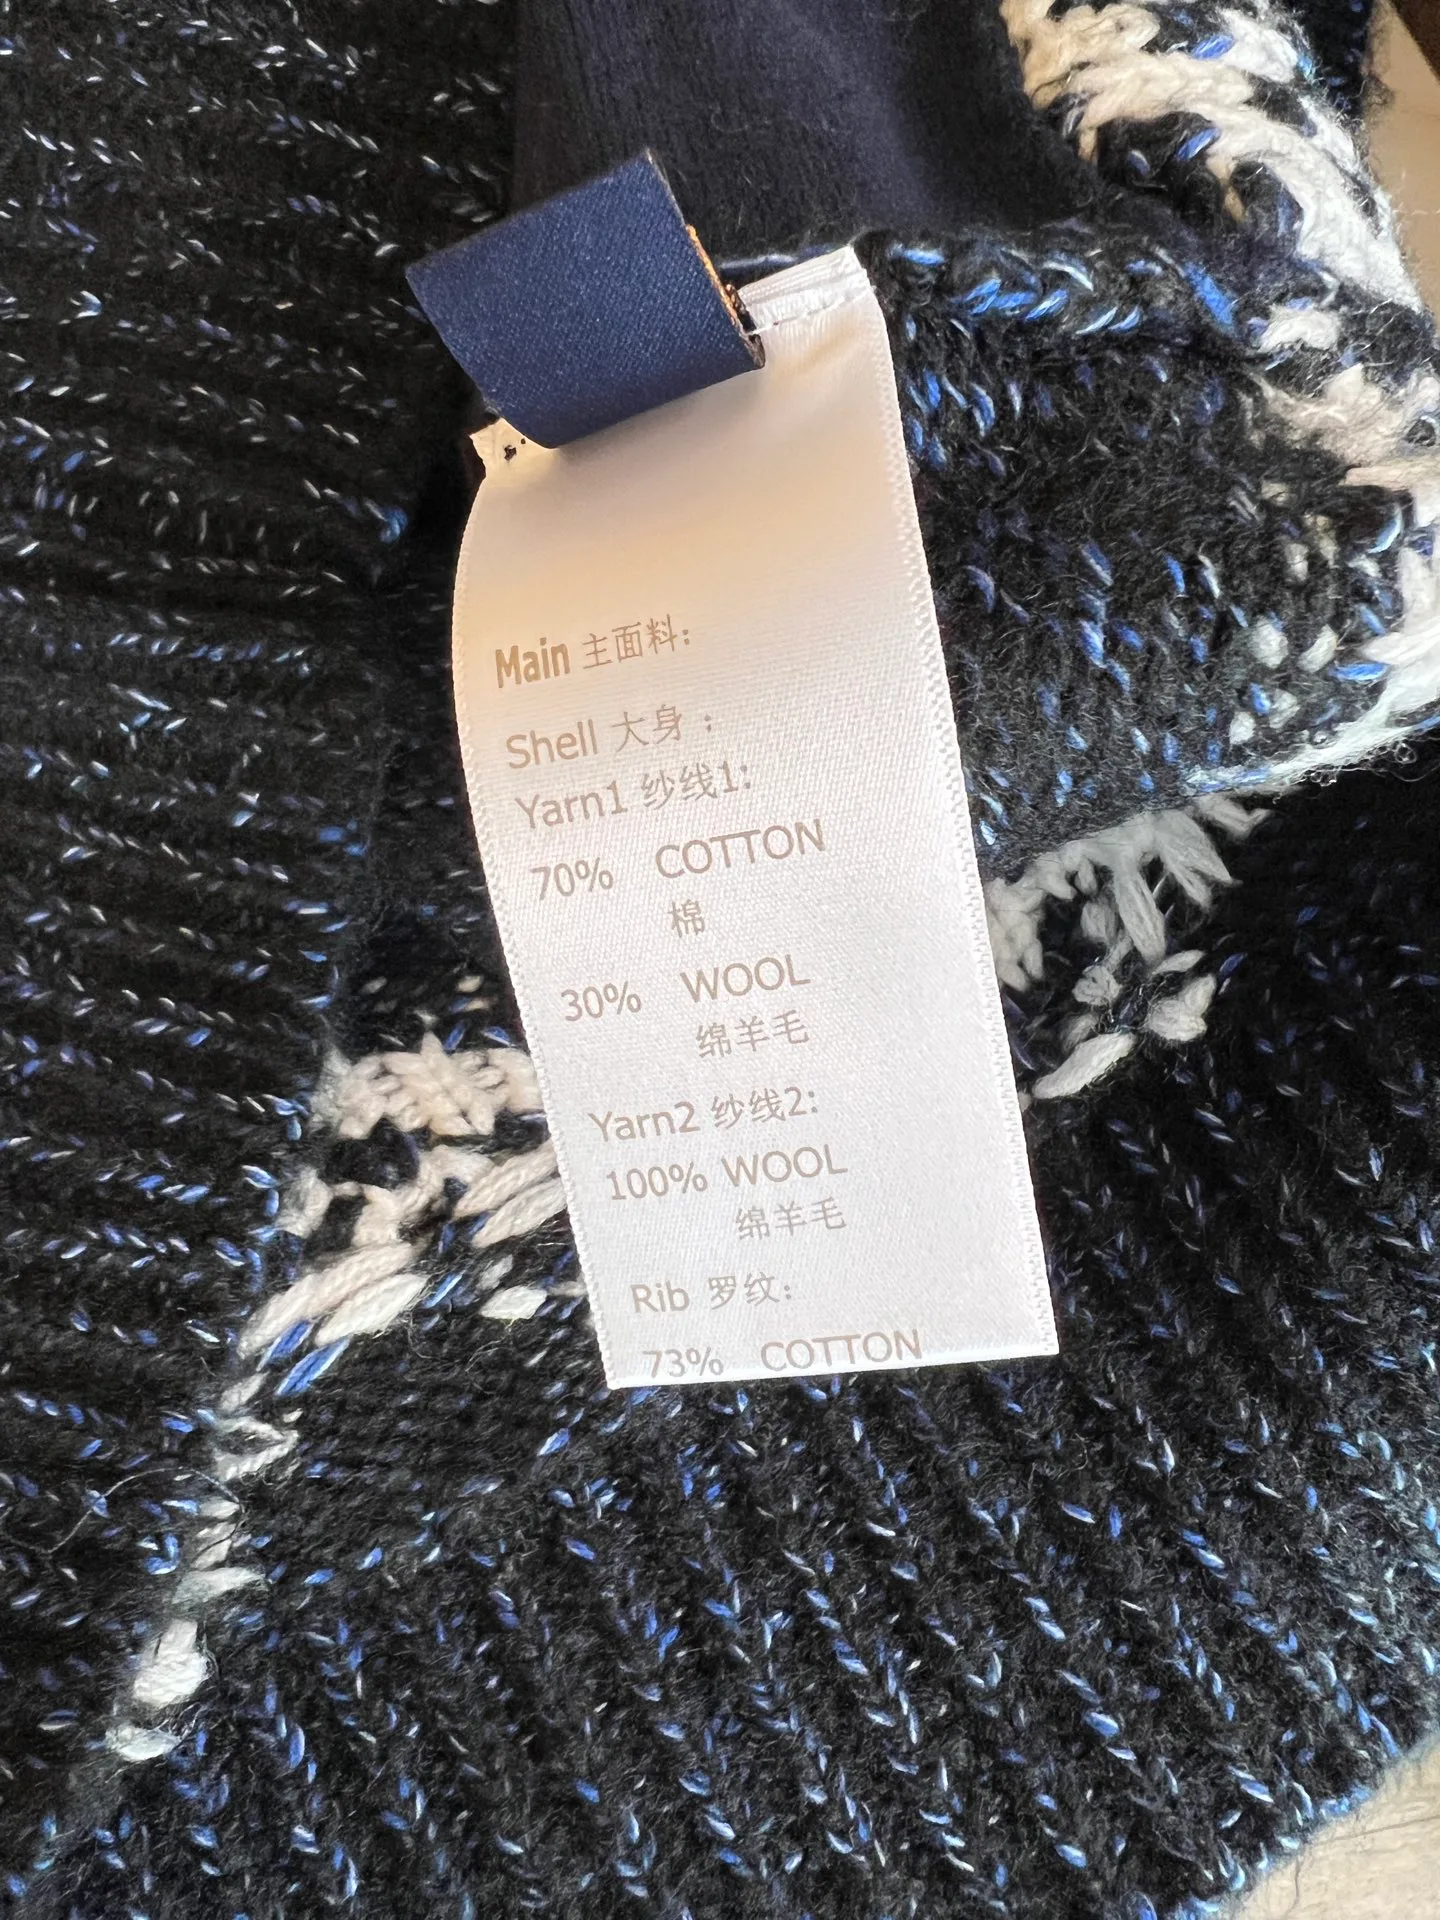 Main 主面料:
Shell 大身 :
Yarn1 纱线1:
70% COTTON
棉
30% WOOL
绵羊毛
Yarn2 纱线2:
100% WOOL
绵羊毛
Rib 罗纹:
73% COTTON